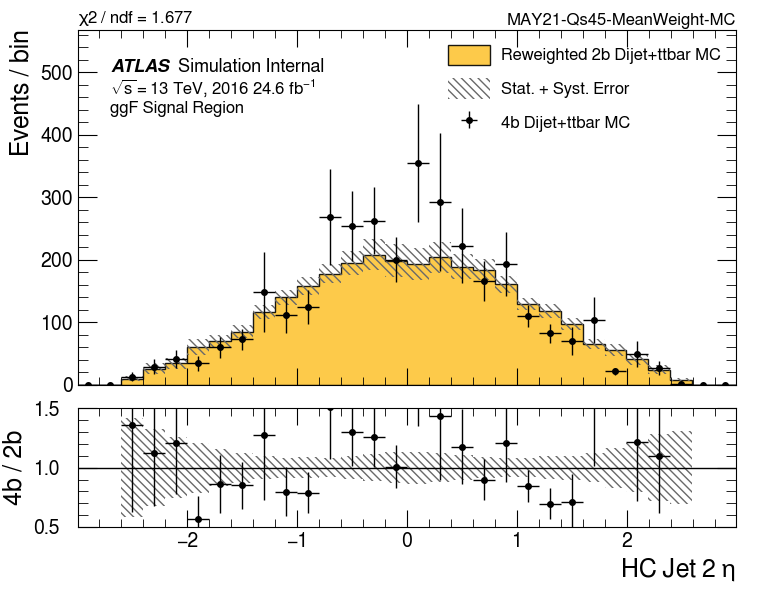 χ² / ndf = 1.677
MAY21-Qs45-MeanWeight-MC
Events / bin
500
400
300
200
100
0
ATLAS Simulation Internal
√s = 13 TeV, 2016 24.6 fb⁻¹
ggF Signal Region
Reweighted 2b Dijet+ttbar MC
Stat. + Syst. Error
4b Dijet+ttbar MC
4b / 2b
1.5
1.0
0.5
−2 −1 0 1 2
HC Jet 2 η